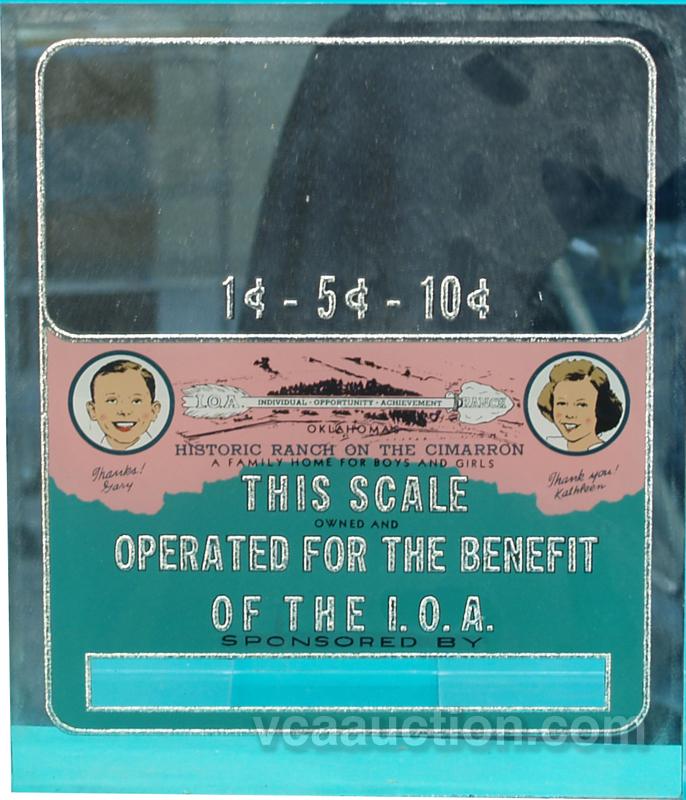 1¢ - 5¢ - 10¢
I.O.A. INDIVIDUAL · OPPORTUNITY · ACHIEVEMENT RANCH
OKLAHOMAS
HISTORIC RANCH ON THE CIMARRON
A FAMILY HOME FOR BOYS AND GIRLS
Thanks!
Gary
Thank you!
Kathleen
THIS SCALE
OWNED AND
OPERATED FOR THE BENEFIT
OF THE I.O.A.
SPONSORED BY
vcaauction.com